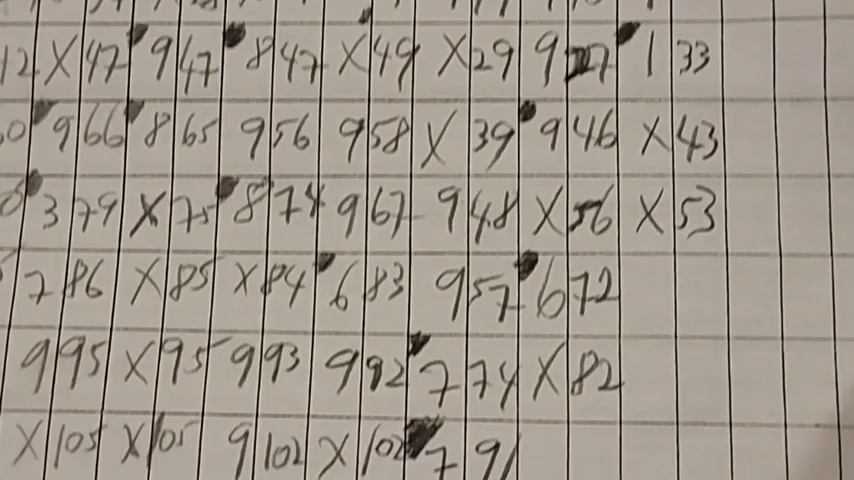 12 X 47 9 47 8 47 X 49 X 29 9 27 1 33
0 9 66 8 65 9 56 9 58 X 39 9 46 X 43
3 79 X 75 8 74 9 67 9 48 X 56 X 53
7 86 X 85 X 84 6 83 9 57 6 72
9 95 X 95 9 93 9 92 7 74 X 82
X 105 X 105 9 102 X 102 7 91